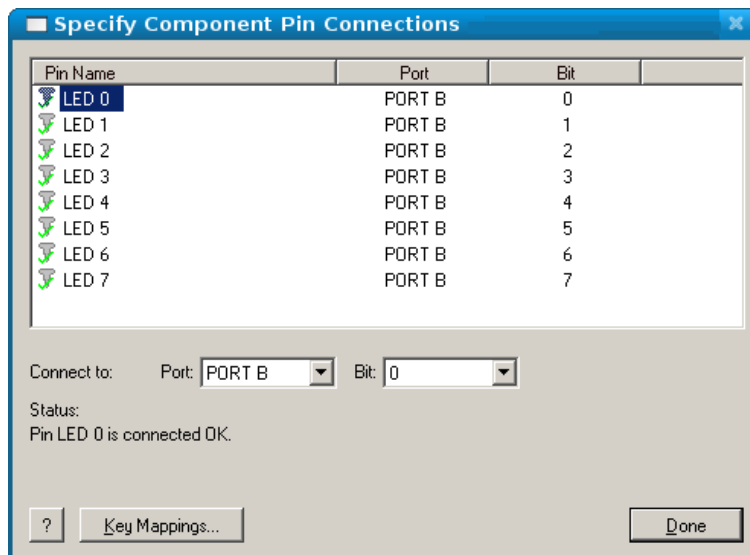 Specify Component Pin Connections
Pin Name Port Bit
LED 0 PORT B 0
LED 1 PORT B 1
LED 2 PORT B 2
LED 3 PORT B 3
LED 4 PORT B 4
LED 5 PORT B 5
LED 6 PORT B 6
LED 7 PORT B 7
Connect to: Port: PORT B Bit: 0
Status:
Pin LED 0 is connected OK.
? Key Mappings... Done